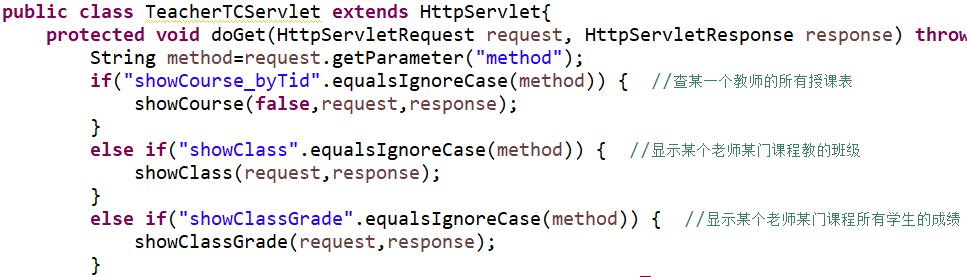 public class TeacherTCServlet extends HttpServlet{
protected void doGet(HttpServletRequest request, HttpServletResponse response) throw
String method=request.getParameter("method");
if("showCourse_byTid".equalsIgnoreCase(method)) { //查某一个教师的所有授课表
showCourse(false,request,response);
}
else if("showClass".equalsIgnoreCase(method)) { //显示某个老师某门课程教的班级
showClass(request,response);
}
else if("showClassGrade".equalsIgnoreCase(method)) { //显示某个老师某门课程所有学生的成绩
showClassGrade(request,response);
}